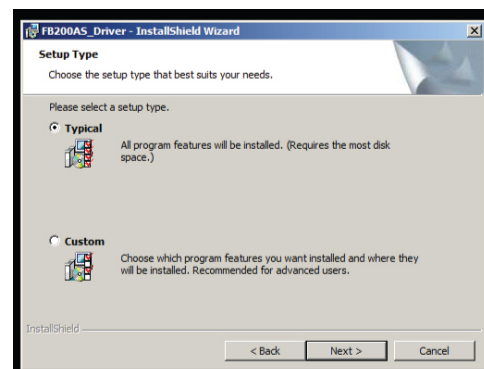 FB200AS_Driver - InstallShield Wizard
Setup Type
Choose the setup type that best suits your needs.
Please select a setup type.
Typical
All program features will be installed. (Requires the most disk
space.)
Custom
Choose which program features you want installed and where they
will be installed. Recommended for advanced users.
InstallShield
< Back Next > Cancel